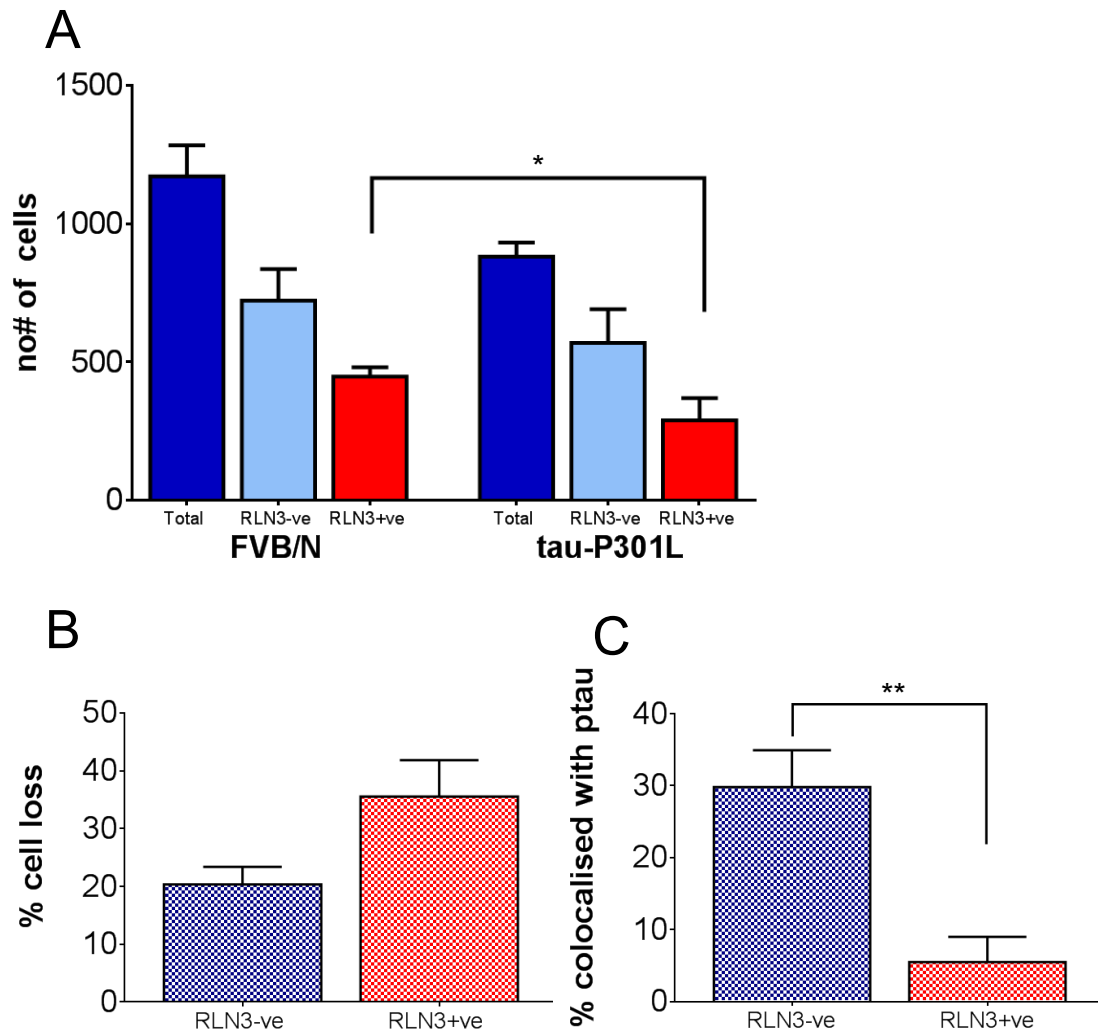 A
1500
1000
500
0
no# of cells
*
Total RLN3-ve RLN3+ve Total RLN3-ve RLN3+ve
FVB/N tau-P301L
B
50
40
30
20
10
0
% cell loss
RLN3-ve RLN3+ve
C
40
30
20
10
0
% colocalised with ptau
**
RLN3-ve RLN3+ve